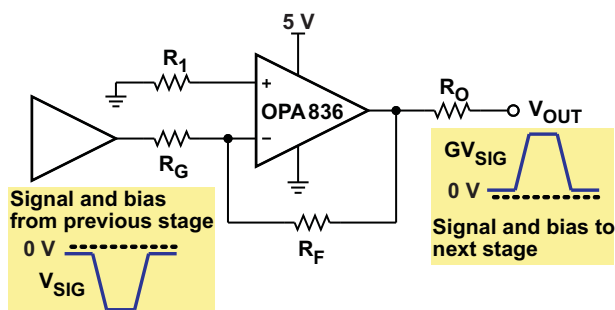 5 V
R1
+
OPA836
−
RG
RO
VOUT
GVSIG
0 V
Signal and bias to
next stage
Signal and bias
from previous stage
0 V
VSIG
RF